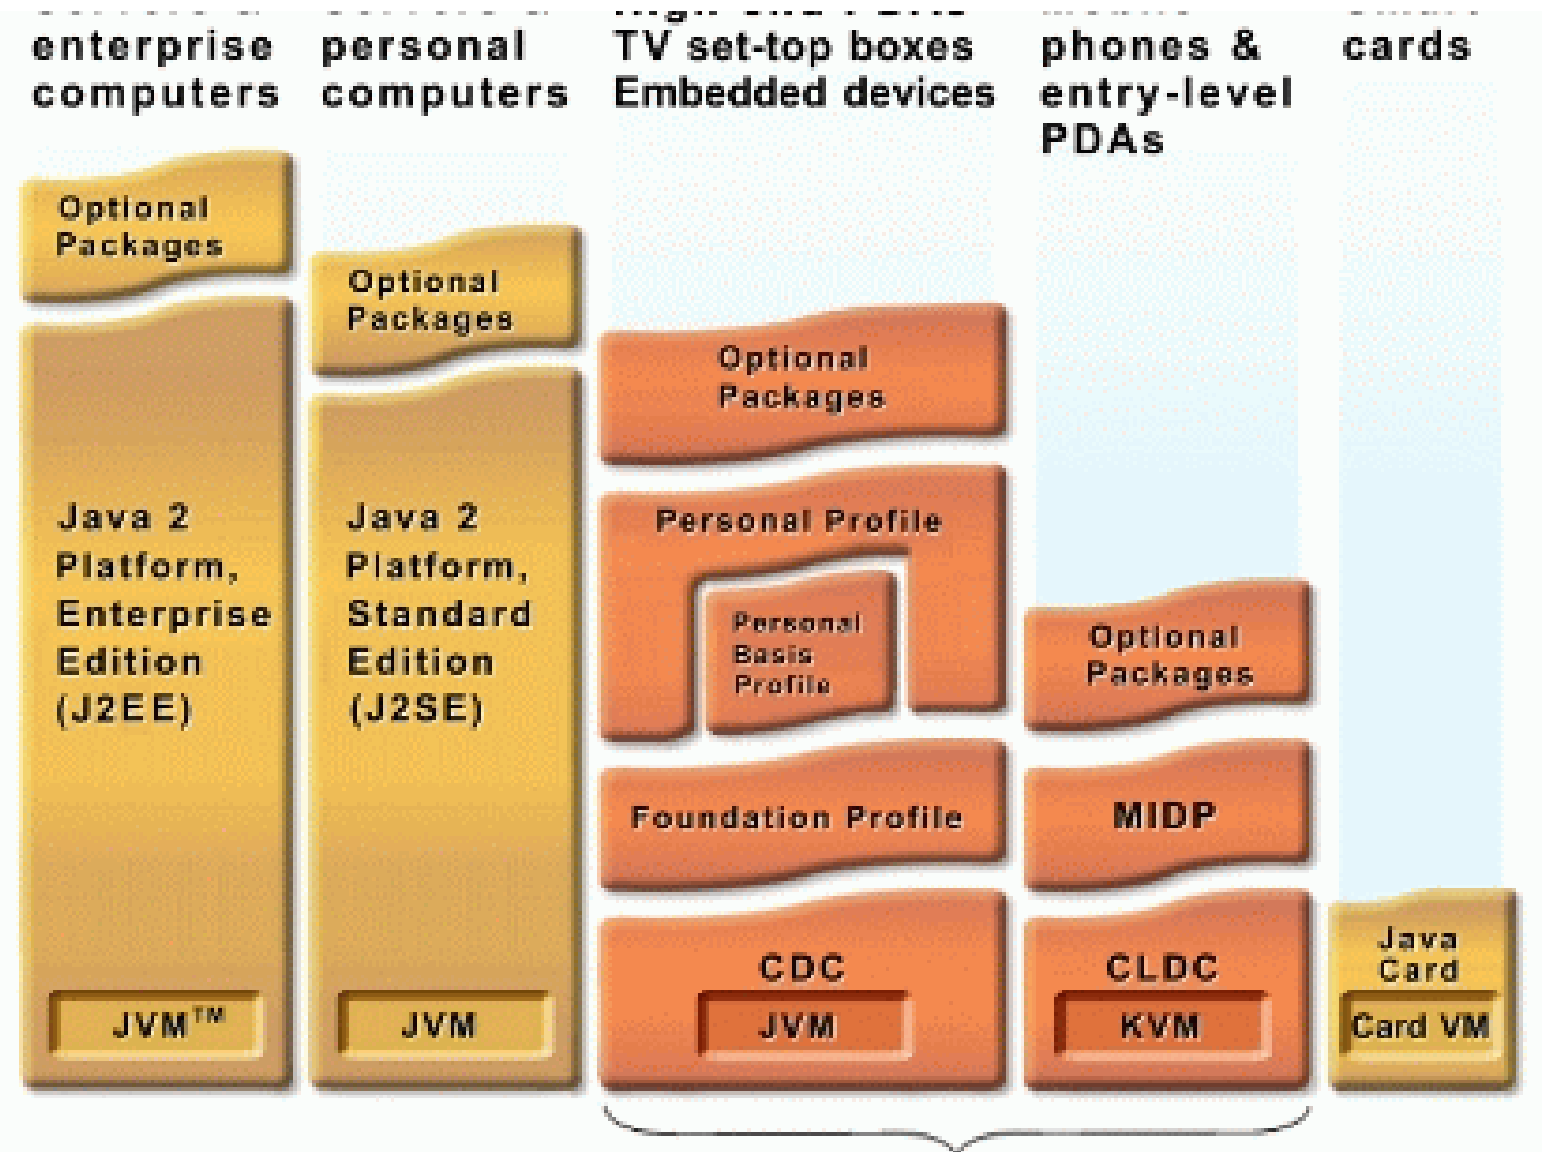 enterprise
computers
personal
computers
TV set-top boxes
Embedded devices
phones &
entry-level
PDAs
cards
Optional
Packages
Java 2
Platform,
Enterprise
Edition
(J2EE)
JVM™
Optional
Packages
Java 2
Platform,
Standard
Edition
(J2SE)
JVM
Optional
Packages
Personal Profile
Personal
Basis
Profile
Foundation Profile
CDC
JVM
Optional
Packages
MIDP
CLDC
KVM
Java
Card
Card VM